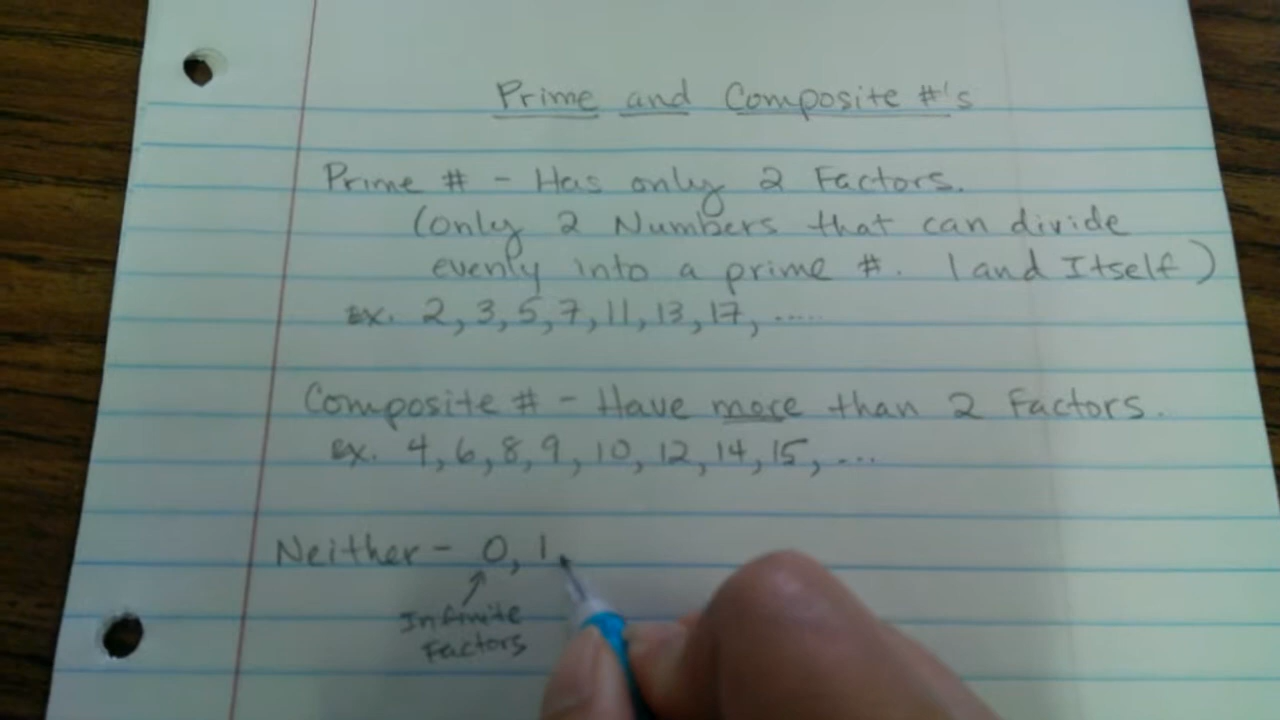 Prime and Composite #'s
Prime # - Has only 2 Factors.
(only 2 Numbers that can divide
evenly into a prime #. 1 and Itself)
Ex. 2, 3, 5, 7, 11, 13, 17, .....
Composite # - Have more than 2 Factors.
Ex. 4, 6, 8, 9, 10, 12, 14, 15, ...
Neither - 0, 1
Infinite
Factors